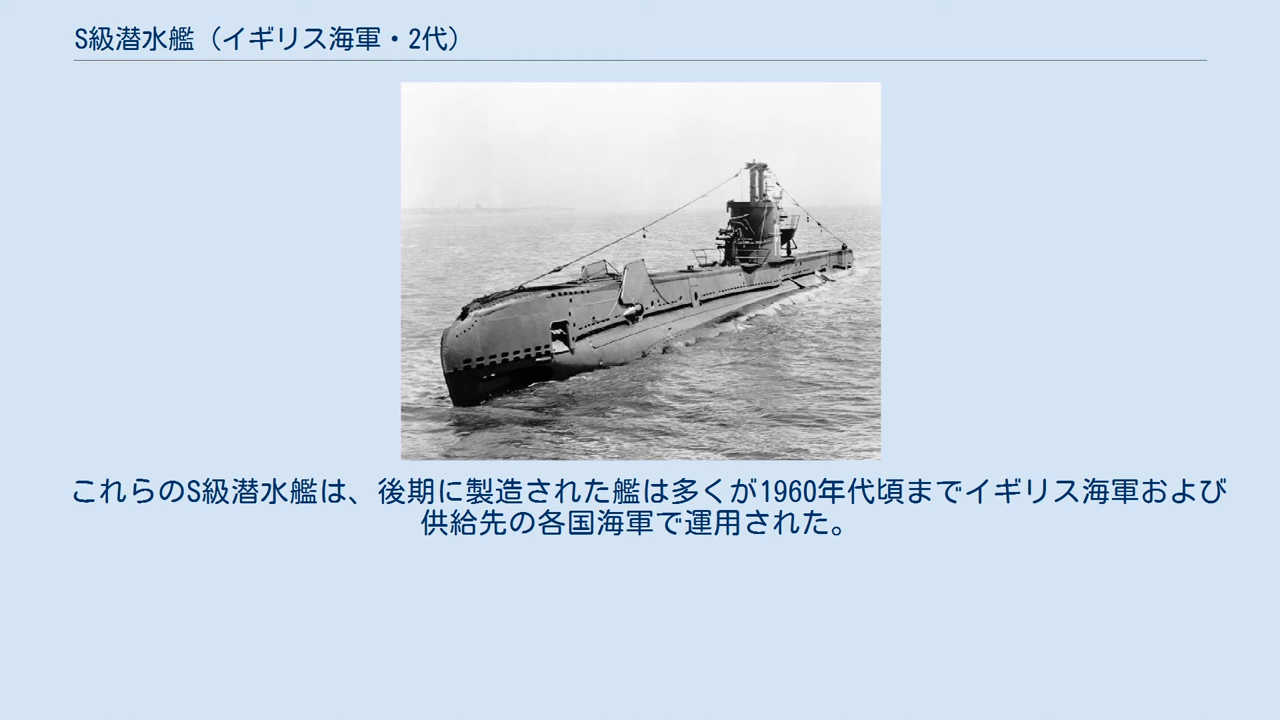 S級潜水艦（イギリス海軍・2代）
これらのS級潜水艦は、後期に製造された艦は多くが1960年代頃までイギリス海軍および
供給先の各国海軍で運用された。